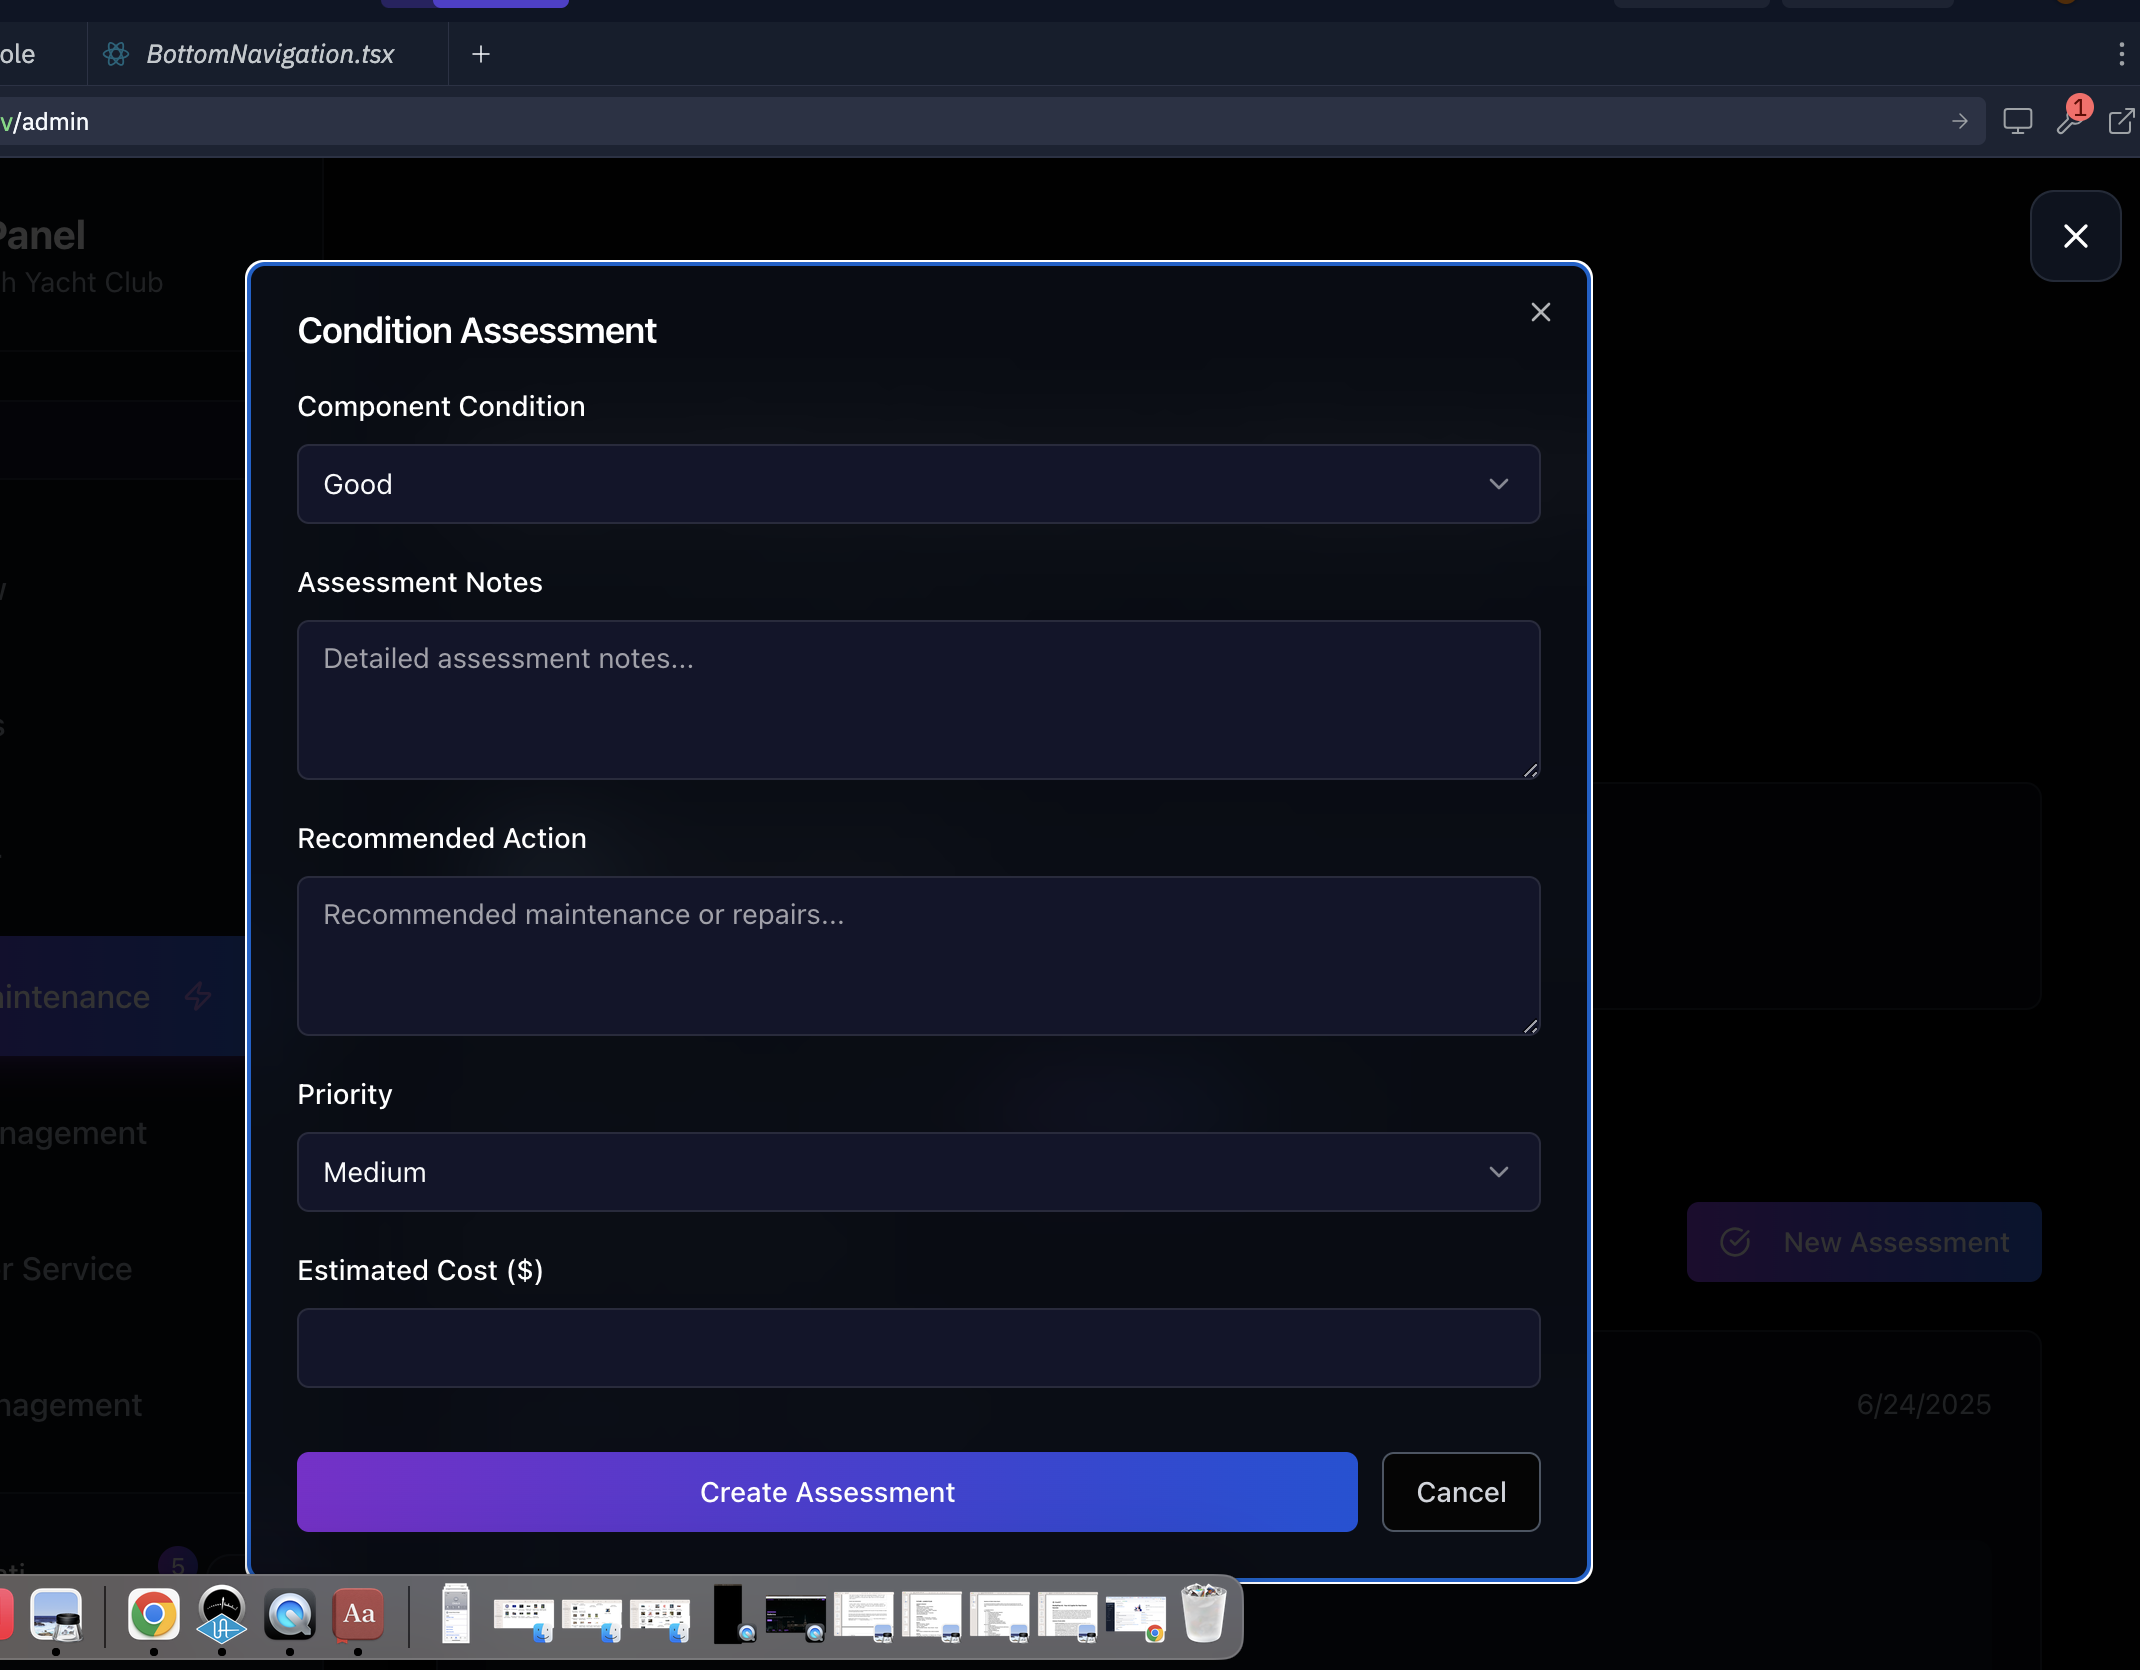 ole
BottomNavigation.tsx
v/admin
1
Panel
h Yacht Club
Condition Assessment
Component Condition
Good
Assessment Notes
Detailed assessment notes...
Recommended Action
Recommended maintenance or repairs...
intenance
Priority
nagement
Medium
New Assessment
r Service
Estimated Cost ($)
nagement
6/24/2025
Create Assessment
Cancel
5
Aa